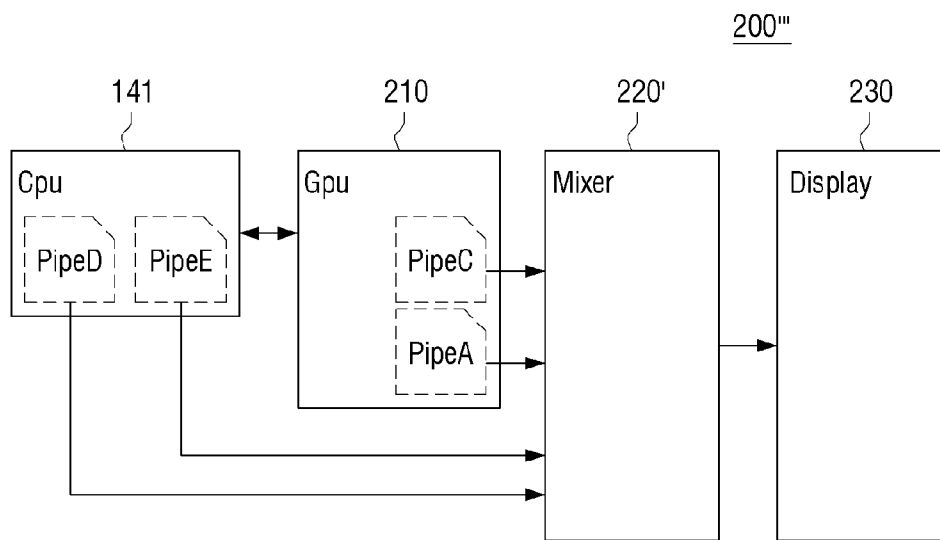 200'''
141 210 220' 230
Cpu Gpu Mixer Display
PipeD PipeE PipeC
PipeA